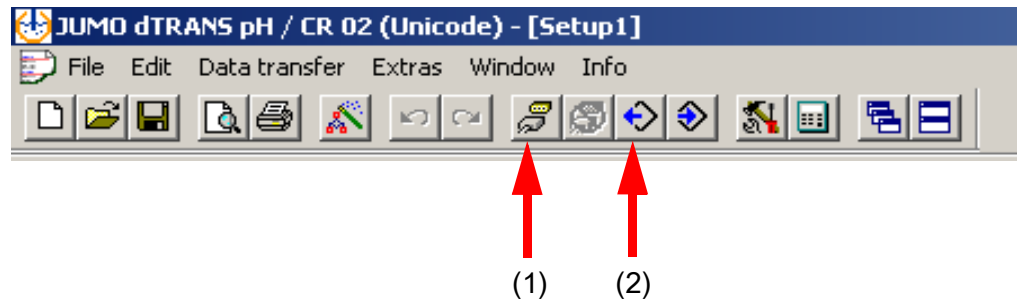 JUMO dTRANS pH / CR 02 (Unicode) - [Setup1]
File Edit Data transfer Extras Window Info
(1) (2)